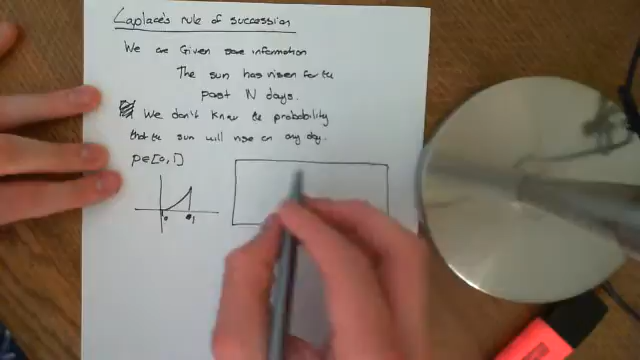 Laplace's rule of succession
We are Given some information
The sun has risen for the
past N days.
We don't know the probability
that the sun will rise on any day.
p∈[0,1]
0 1